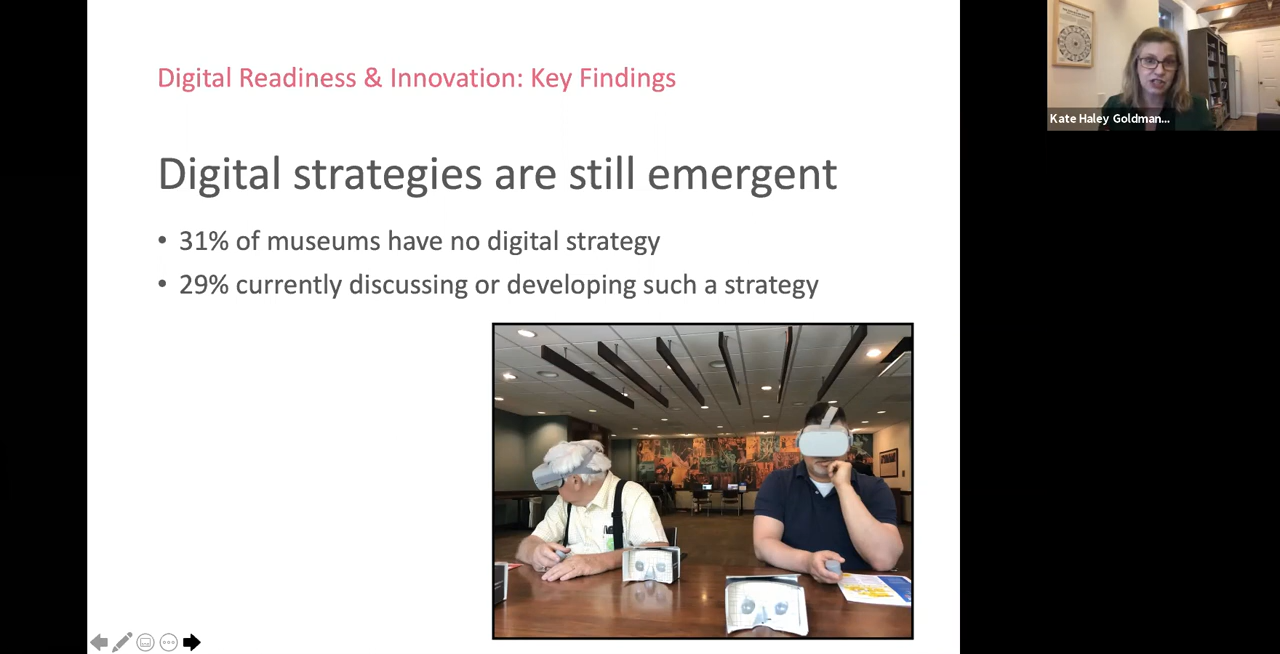 Digital Readiness & Innovation: Key Findings
Digital strategies are still emergent
• 31% of museums have no digital strategy
• 29% currently discussing or developing such a strategy
Kate Haley Goldman...